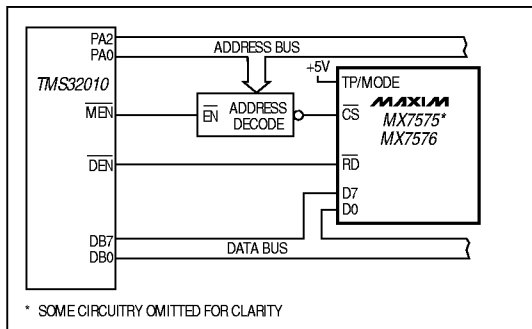 PA2
PA0
ADDRESS BUS
+5V
TMS32010
TP/MODE
MEN
EN
ADDRESS
DECODE
CS
MAXIM
MX7575*
MX7576
DEN
RD
D7
D0
DB7
DB0
DATA BUS
* SOME CIRCUITRY OMITTED FOR CLARITY